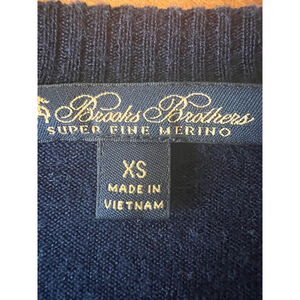 Brooks Brothers
SUPER FINE MERINO
XS
MADE IN
VIETNAM